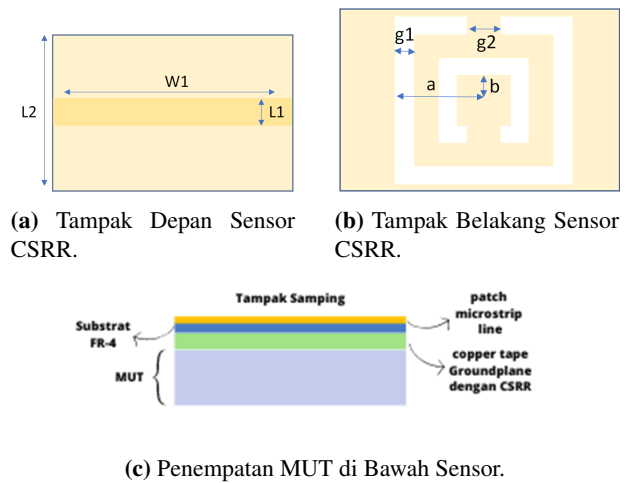 W1
L2
L1
g1
g2
a
b
(a) Tampak Depan Sensor
CSRR.
(b) Tampak Belakang Sensor
CSRR.
Tampak Samping
Substrat
FR-4
MUT
patch
microstrip
line
copper tape
Groundplane
dengan CSRR
(c) Penempatan MUT di Bawah Sensor.